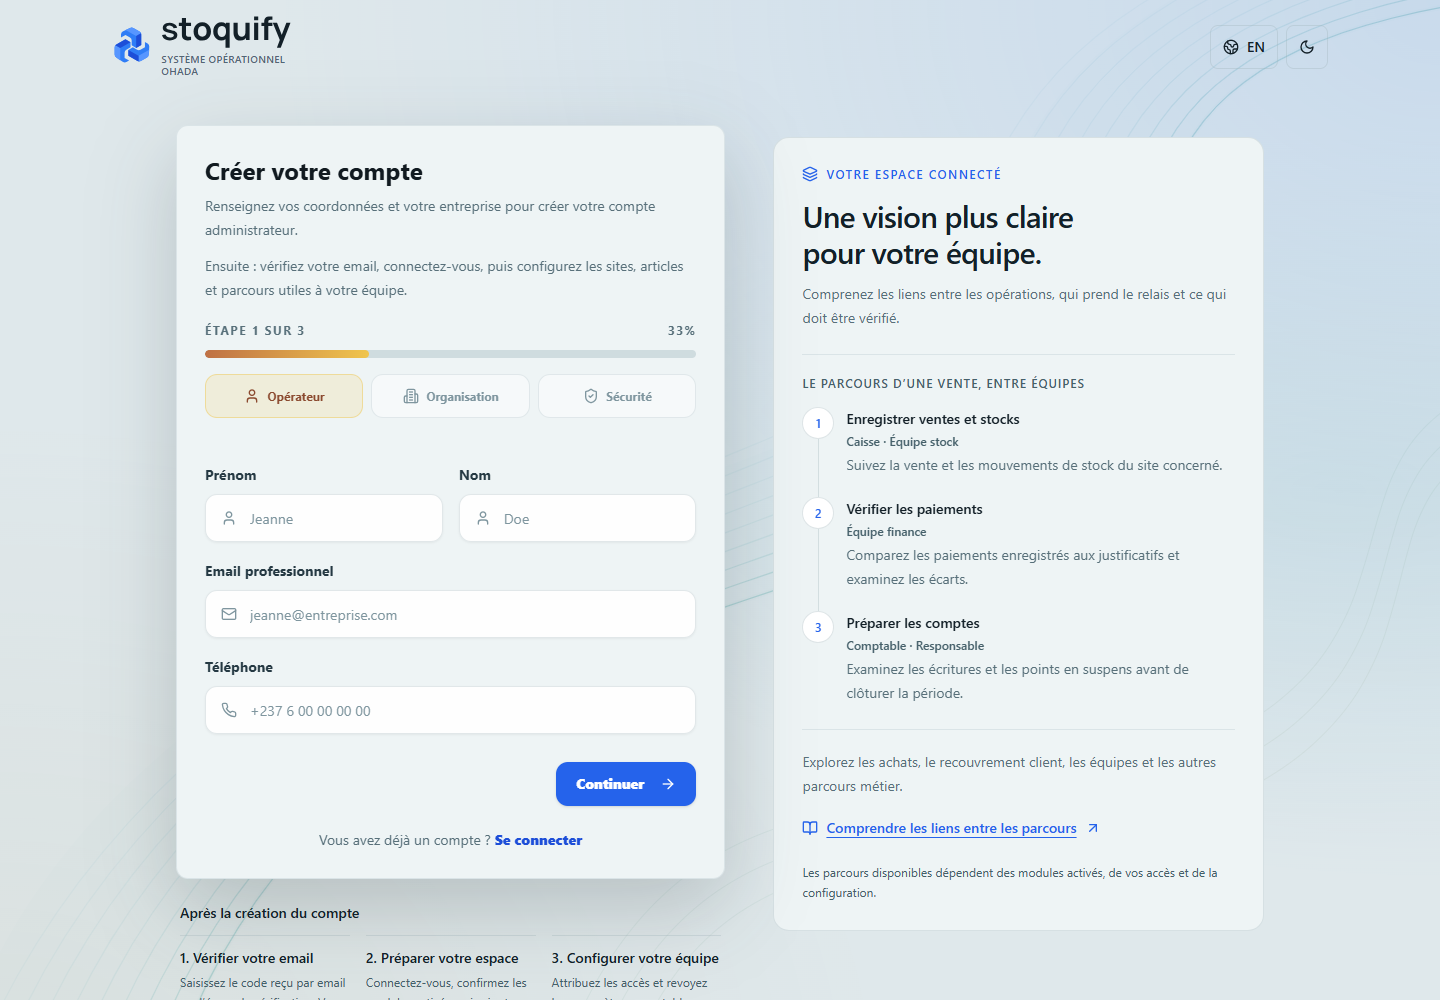 stoquify
SYSTÈME OPÉRATIONNEL
OHADA
EN
Créer votre compte
Renseignez vos coordonnées et votre entreprise pour créer votre compte
administrateur.
Ensuite : vérifiez votre email, connectez-vous, puis configurez les sites, articles
et parcours utiles à votre équipe.
ÉTAPE 1 SUR 3
33%
Opérateur
Organisation
Sécurité
Prénom
Nom
Jeanne
Doe
Email professionnel
jeanne@entreprise.com
Téléphone
+237 6 00 00 00 00
Continuer
Vous avez déjà un compte ? Se connecter
Après la création du compte
1. Vérifier votre email
Saisissez le code reçu par email
2. Préparer votre espace
Connectez-vous, confirmez les
3. Configurer votre équipe
Attribuez les accès et revoyez
VOTRE ESPACE CONNECTÉ
Une vision plus claire
pour votre équipe.
Comprenez les liens entre les opérations, qui prend le relais et ce qui
doit être vérifié.
LE PARCOURS D'UNE VENTE, ENTRE ÉQUIPES
1
Enregistrer ventes et stocks
Caisse · Équipe stock
Suivez la vente et les mouvements de stock du site concerné.
2
Vérifier les paiements
Équipe finance
Comparez les paiements enregistrés aux justificatifs et
examinez les écarts.
3
Préparer les comptes
Comptable · Responsable
Examinez les écritures et les points en suspens avant de
clôturer la période.
Explorez les achats, le recouvrement client, les équipes et les autres
parcours métier.
Comprendre les liens entre les parcours
Les parcours disponibles dépendent des modules activés, de vos accès et de la
configuration.